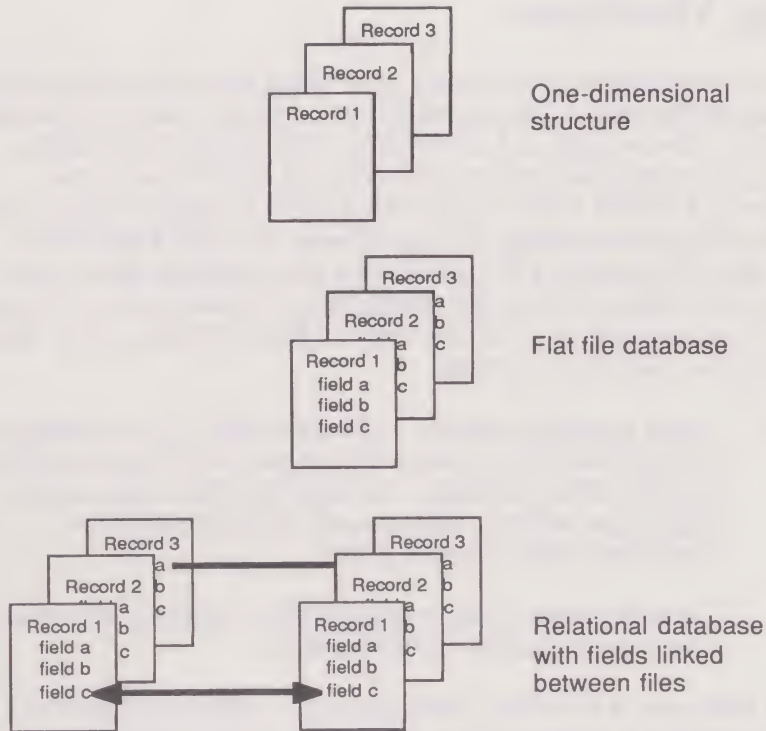 Record 3
Record 2
Record 1
One-dimensional
structure
Record 3
a
b
c
Record 2
a
b
c
Record 1
field a
field b
field c
Flat file database
Record 3
a
b
c
Record 2
a
b
c
Record 1
field a
field b
field c
Record 3
a
b
c
Record 2
a
b
c
Record 1
field a
field b
field c
Relational database
with fields linked
between files